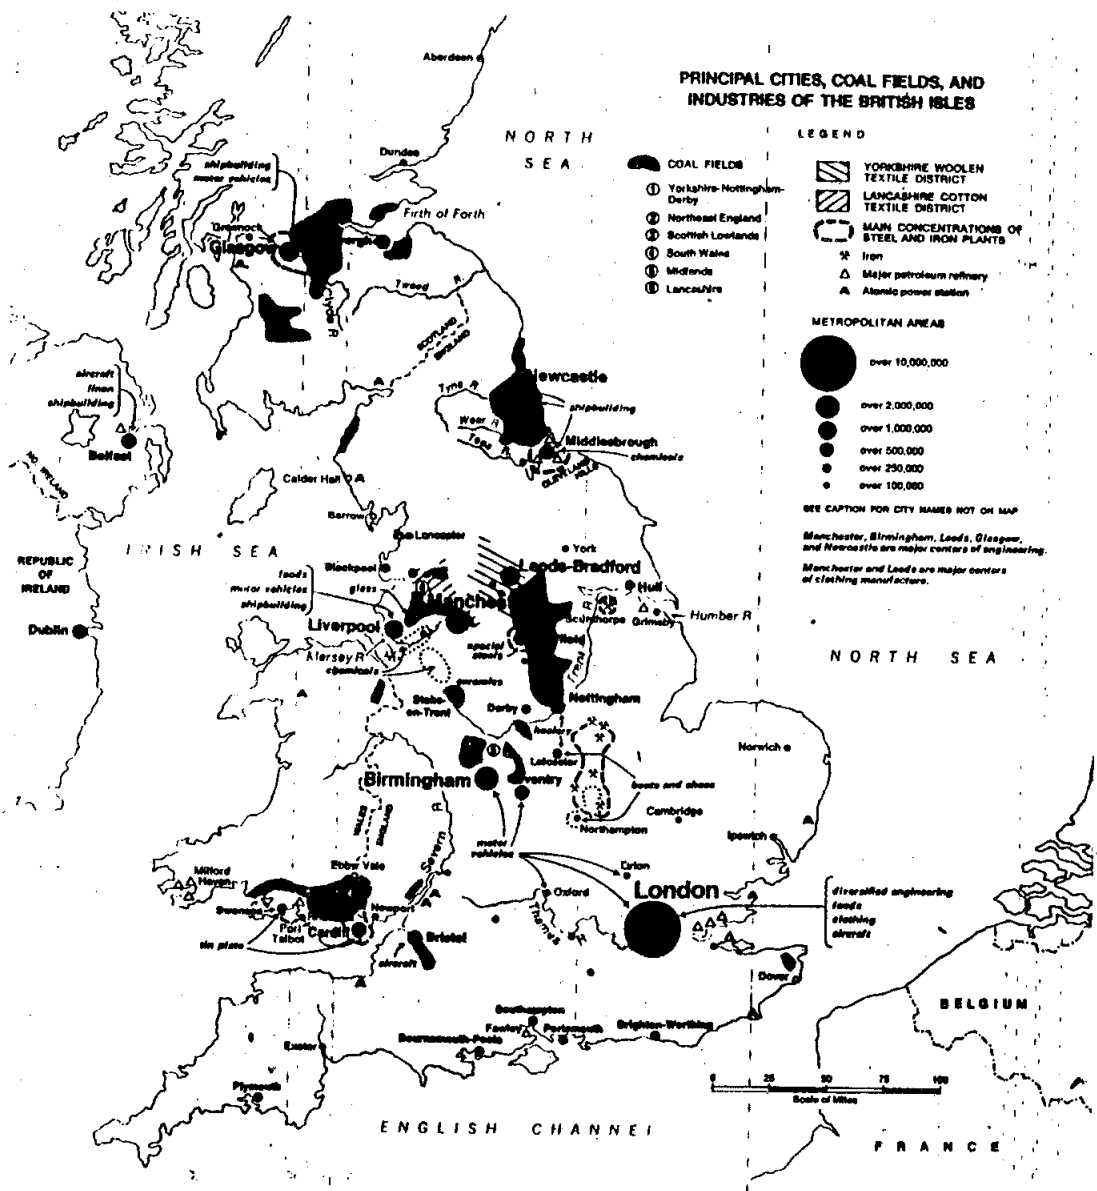 PRINCIPAL CITIES, COAL FIELDS, AND
INDUSTRIES OF THE BRITISH ISLES
LEGEND
COAL FIELDS
① Yorkshire-Nottingham-
Derby
② Northeast England
③ Scottish Lowlands
④ South Wales
⑤ Midlands
⑥ Lancashire
YORKSHIRE WOOLEN
TEXTILE DISTRICT
LANCASHIRE COTTON
TEXTILE DISTRICT
MAIN CONCENTRATIONS OF
STEEL AND IRON PLANTS
Iron
Major petroleum refinery
Atomic power station
METROPOLITAN AREAS
over 10,000,000
over 2,000,000
over 1,000,000
over 500,000
over 250,000
over 100,000
SEE CAPTION FOR CITY NAMES NOT ON MAP
Manchester, Birmingham, Leeds, Glasgow,
and Newcastle are major centers of engineering.
Manchester and Leeds are major centers
of clothing manufacture.
Aberdeen
NORTH
SEA
Dundee
shipbuilding
motor vehicles
Firth of Forth
Greenock
Glasgow
Tweed R
SCOTLAND
ENGLAND
aircraft
linen
shipbuilding
Belfast
NO. IRELAND
Newcastle
Tyne R
shipbuilding
Wear R
Tees
Middlesbrough
chemicals
CLEVELAND
HILLS
Calder Hall
Barrow
Lancaster
IRISH SEA
REPUBLIC
OF
IRELAND
Dublin
York
Blackpool
Leeds-Bradford
foods
motor vehicles
shipbuilding
glass
Hull
Liverpool
Scunthorpe
Grimsby
Humber R
Mersey R
chemicals
special
steels
NORTH SEA
ceramics
Stoke-
on-Trent
Derby
Nottingham
hosiery
Leicester
Norwich
Birmingham
boots and shoes
WALES
ENGLAND
Severn
R
Cambridge
Northampton
motor
vehicles
Ipswich
Ebbw Vale
Milford
Haven
Oxford
London
diversified engineering
foods
clothing
aircraft
Swansea
Newport
Port
Talbot
Cardiff
tin plate
Thames R
Bristol
aircraft
Dover
BELGIUM
Southampton
Fawley
Portsmouth
Brighton-Worthing
Bournemouth-Poole
Exeter
Plymouth
0 25 50 75 100
Scale of Miles
ENGLISH CHANNEL
FRANCE